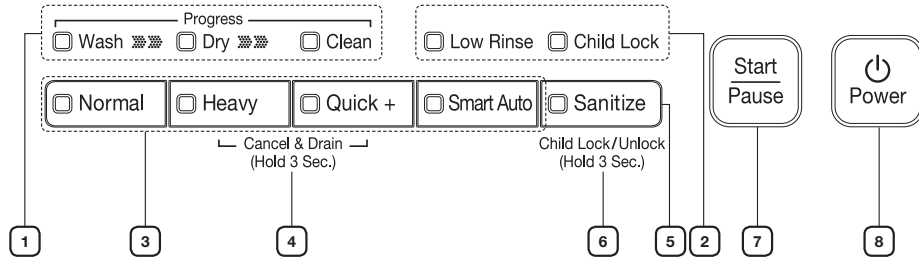 Progress
Wash Dry Clean Low Rinse Child Lock
Start
Pause
Power
Normal Heavy Quick + Smart Auto Sanitize
Cancel & Drain
(Hold 3 Sec.)
Child Lock/Unlock
(Hold 3 Sec.)
1 3 4 6 5 2 7 8